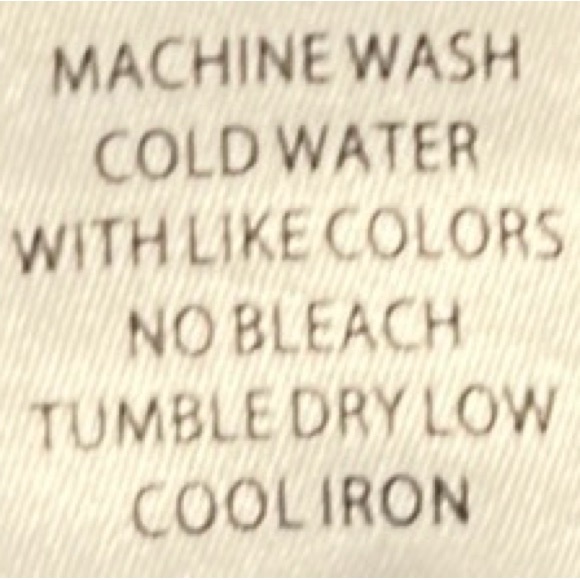 MACHINE WASH
COLD WATER
WITH LIKE COLORS
NO BLEACH
TUMBLE DRY LOW
COOL IRON